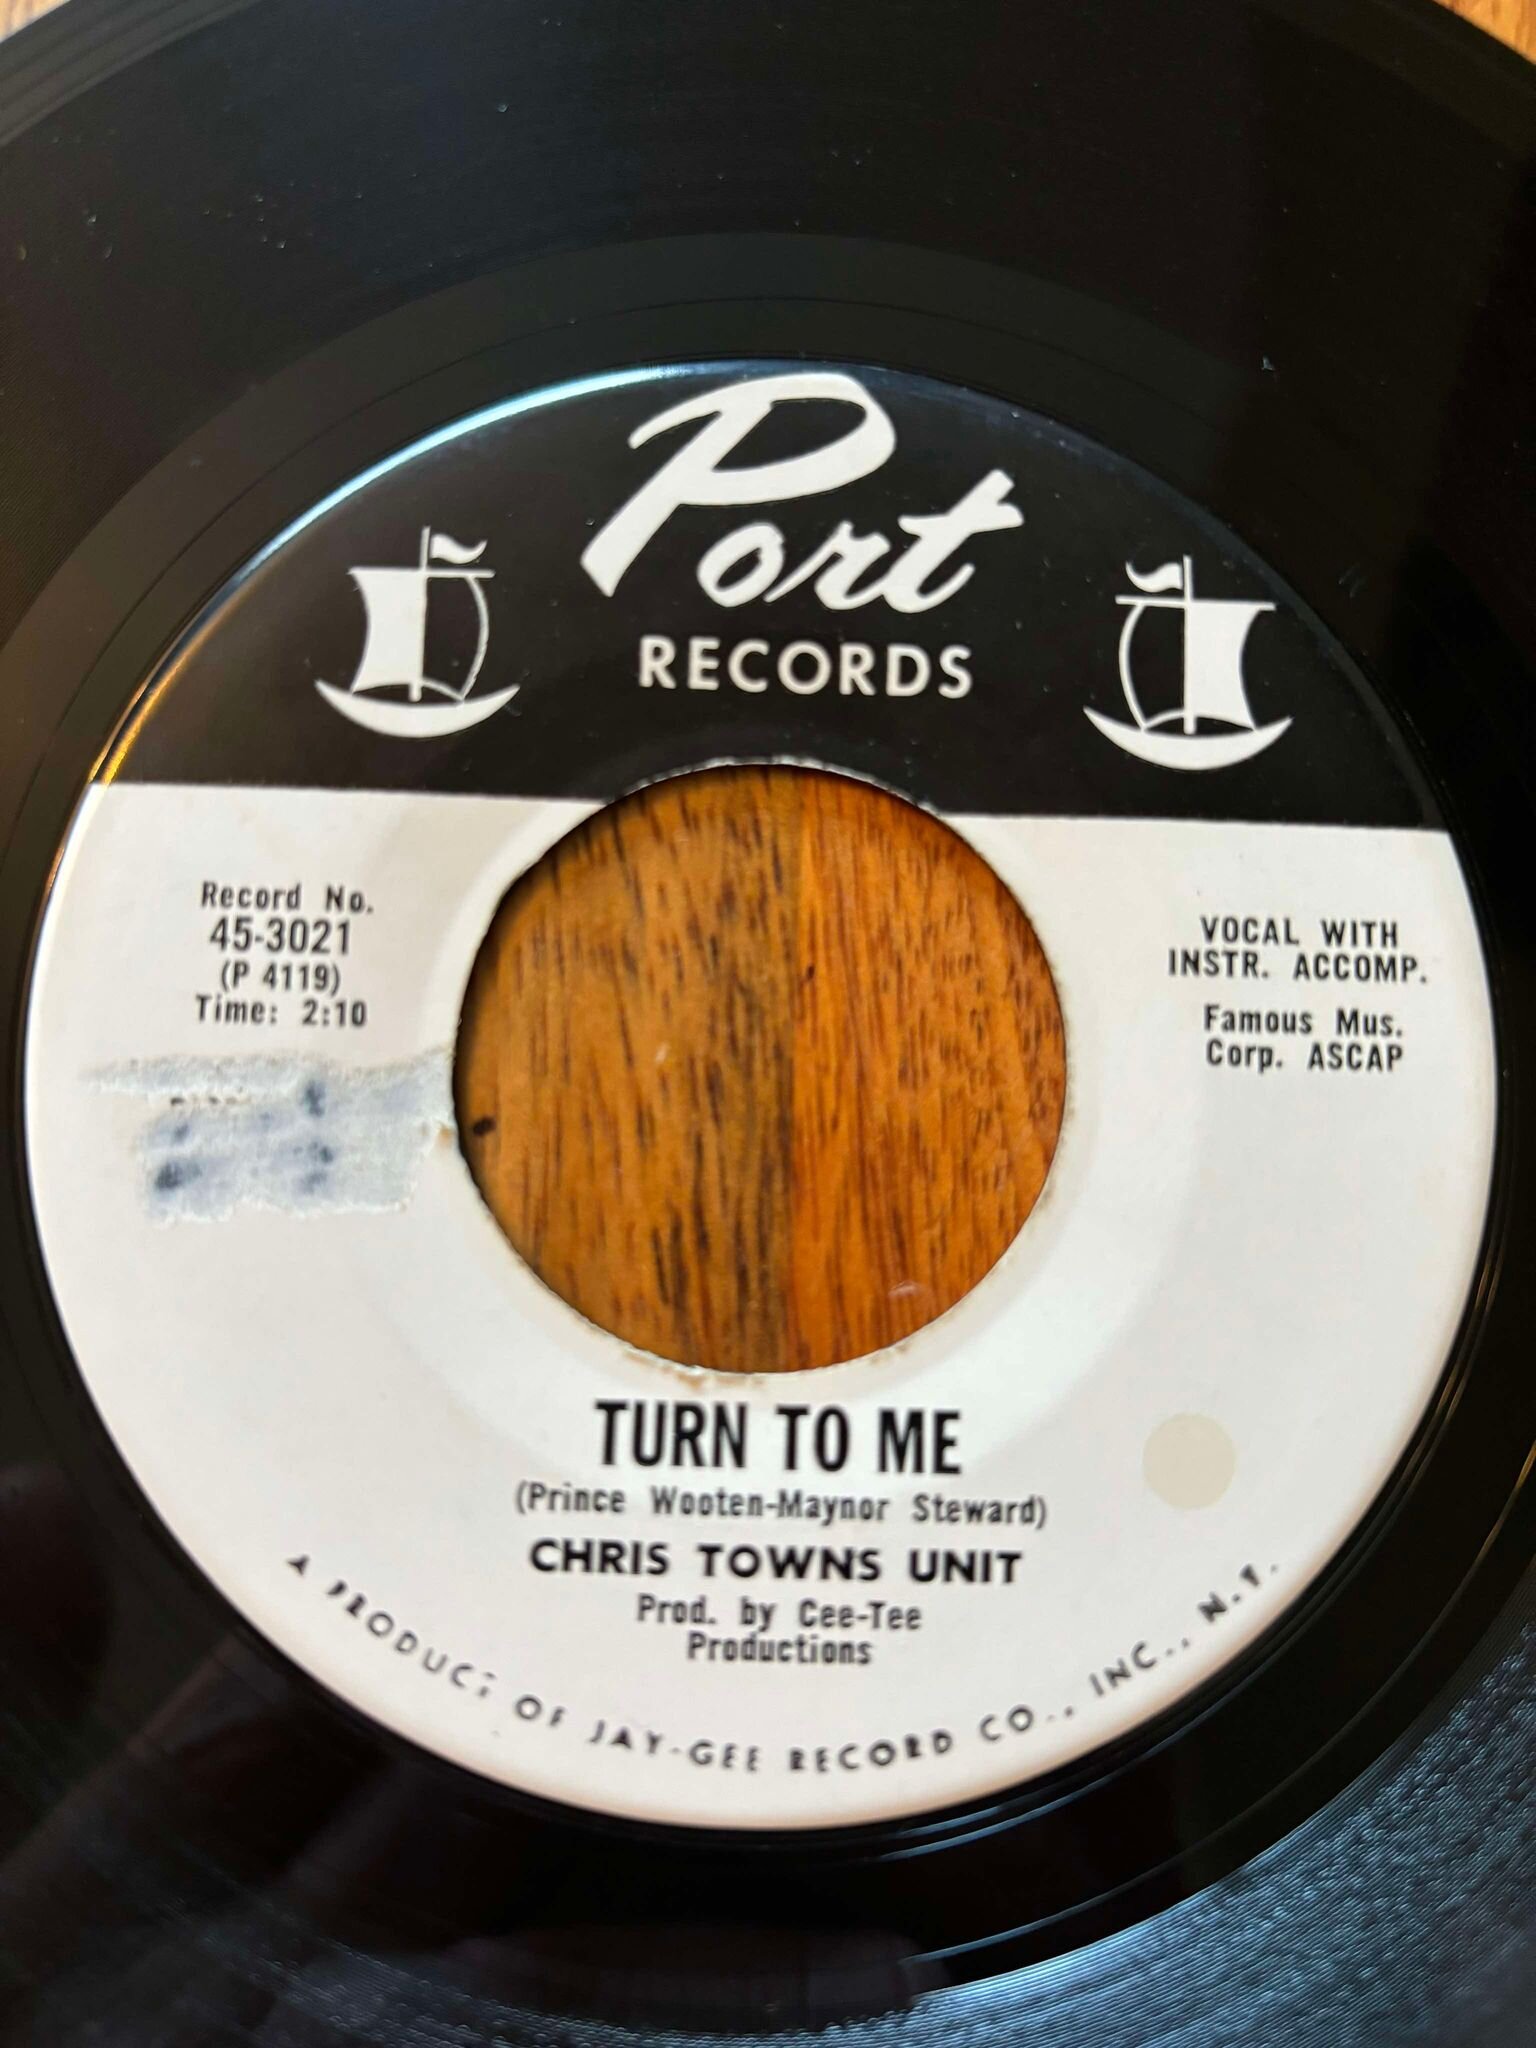 Port
RECORDS
Record No.
45-3021
(P 4119)
Time: 2:10
VOCAL WITH
INSTR. ACCOMP.
Famous Mus.
Corp. ASCAP
TURN TO ME
(Prince Wooten-Maynor Steward)
CHRIS TOWNS UNIT
Prod. by Cee-Tee
Productions
A PRODUCT OF JAY-GEE RECORD CO., INC., N.Y.